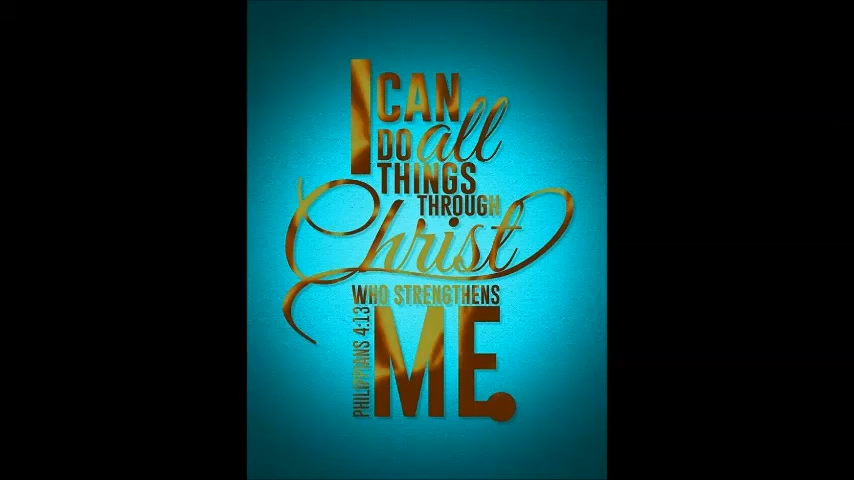 I CAN
DO all
THINGS
THROUGH
Christ
WHO STRENGTHENS
ME.
PHILIPPIANS 4:13